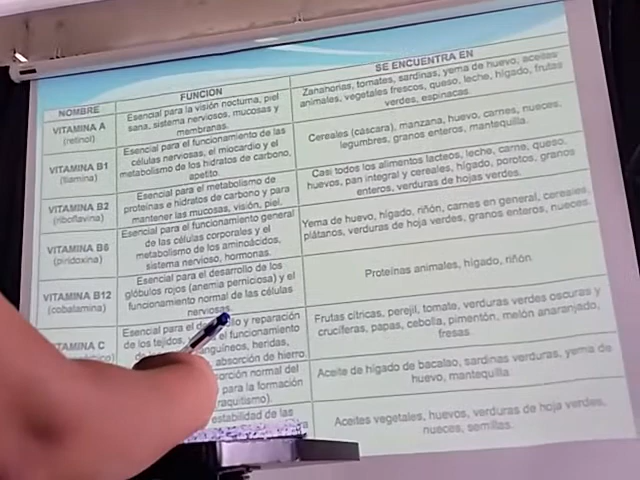 NOMBRE FUNCION SE ENCUENTRA EN
VITAMINA A
(retinol)
Esencial para la visión nocturna, piel
sana, sistema nervioso, mucosas y
membranas.
Zanahorias, tomates, sardinas, yema de huevo, aceites
animales, vegetales frescos, queso, leche, hígado, frutas
verdes, espinacas.
VITAMINA B1
(tiamina)
Esencial para el funcionamiento de las
células nerviosas, el miocardio y el
metabolismo de los hidratos de carbono,
apetito.
Cereales (cáscara), manzana, huevo, carnes, nueces,
legumbres, granos enteros, mantequilla.
VITAMINA B2
(riboflavina)
Esencial para el metabolismo de
proteínas e hidratos de carbono y para
mantener las mucosas, visión, piel.
Casi todos los alimentos lacteos, leche, carne, queso,
huevos, pan integral y cereales, hígado, porotos, granos
enteros, verduras de hojas verdes.
VITAMINA B6
(piridoxina)
Esencial para el funcionamiento general
de las células corporales y el
metabolismo de los aminoácidos,
sistema nervioso, hormonas.
Yema de huevo, hígado, riñón, carnes en general, cereales,
plátanos, verduras de hoja verdes, granos enteros, nueces.
VITAMINA B12
(cobalamina)
Esencial para el desarrollo de los
glóbulos rojos (anemia perniciosa) y el
funcionamiento normal de las células
nerviosas.
Proteínas animales, hígado, riñón.
TAMINA C
Esencial para el y reparación
de los tejidos, el funcionamiento
anguíneos, heridas,
absorción de hierro.
Frutas cítricas, perejil, tomate, verduras verdes oscuras y
crucíferas, papas, cebolla, pimentón, melón anaranjado,
fresas.
orción normal del
para la formación
raquitismo).
Aceite de hígado de bacalao, sardinas verduras, yema de
huevo, mantequilla.
estabilidad de las
Aceites vegetales, huevos, verduras de hoja verdes,
nueces, semillas.